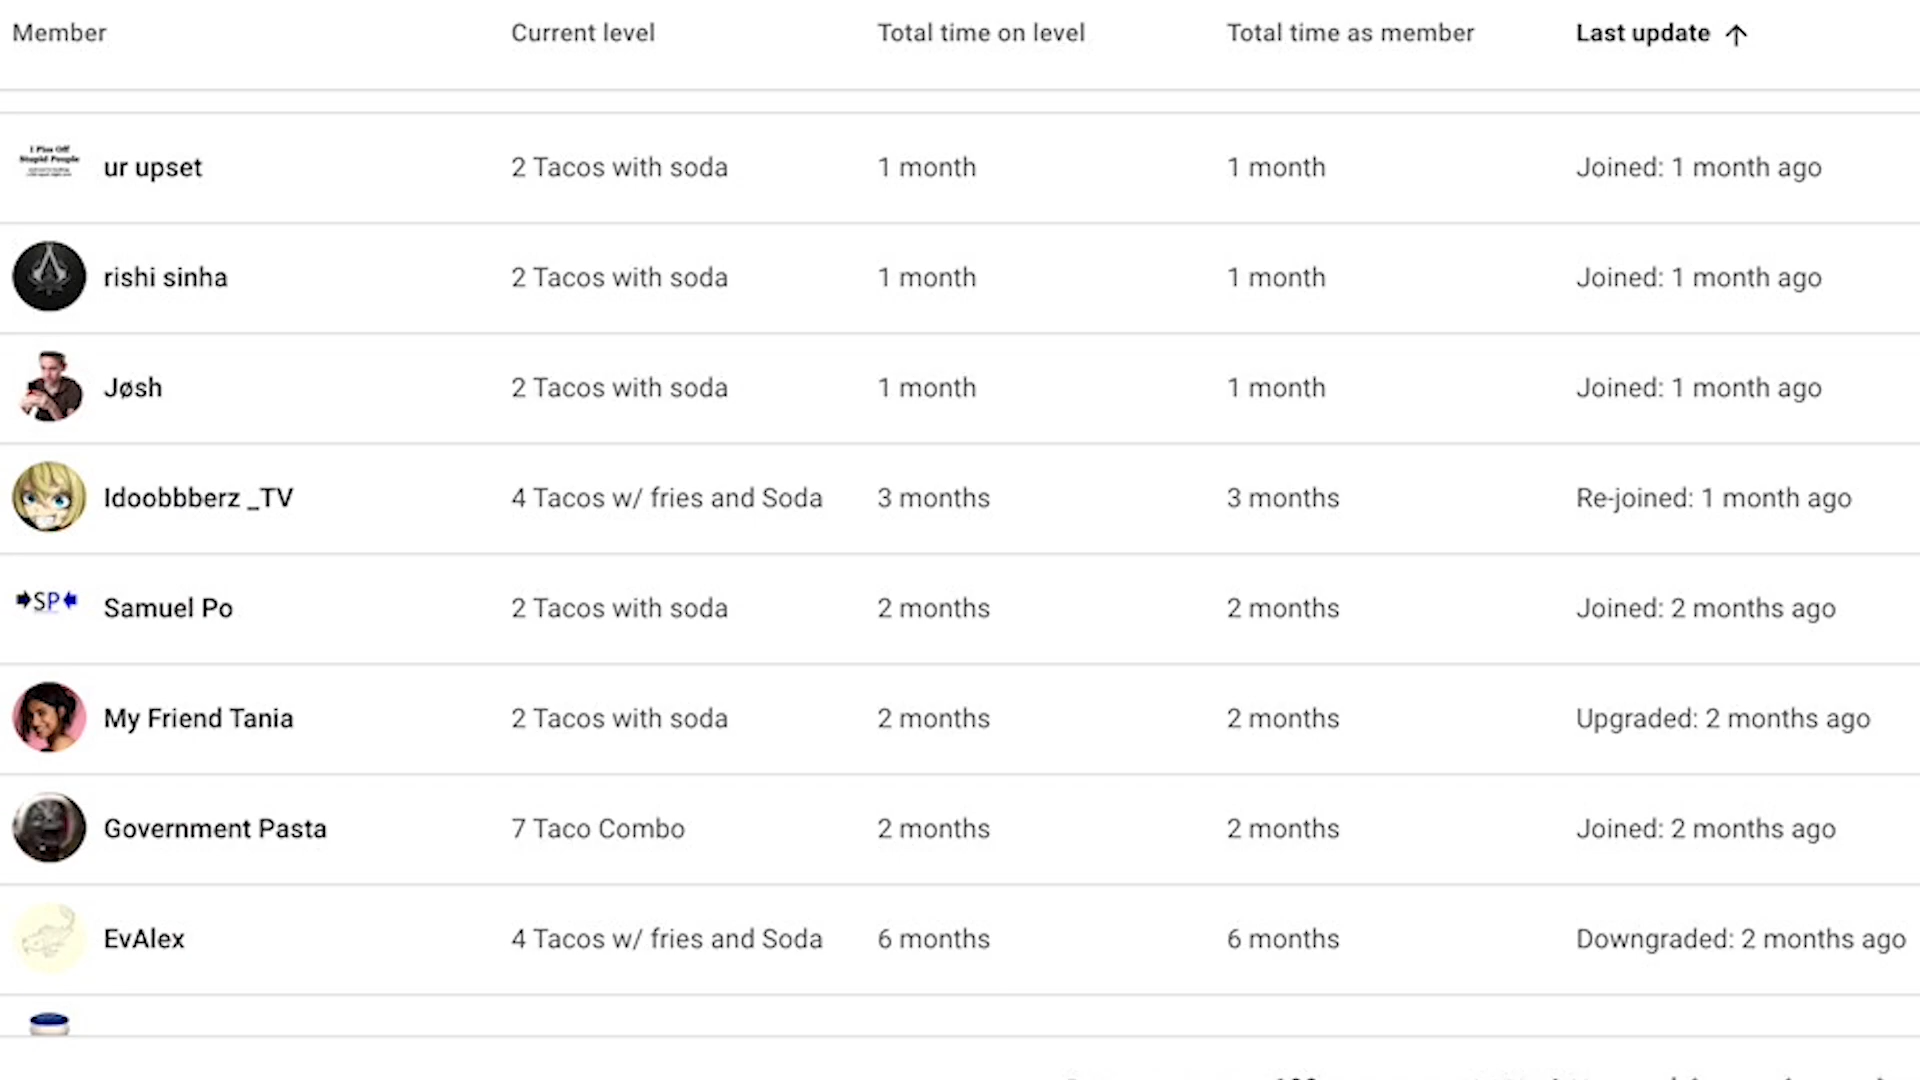 Member Current level Total time on level Total time as member Last update ↑
I Piss Off
Stupid People
ur upset 2 Tacos with soda 1 month 1 month Joined: 1 month ago
rishi sinha 2 Tacos with soda 1 month 1 month Joined: 1 month ago
Jøsh 2 Tacos with soda 1 month 1 month Joined: 1 month ago
Idoobbberz _TV 4 Tacos w/ fries and Soda 3 months 3 months Re-joined: 1 month ago
SP Samuel Po 2 Tacos with soda 2 months 2 months Joined: 2 months ago
My Friend Tania 2 Tacos with soda 2 months 2 months Upgraded: 2 months ago
Government Pasta 7 Taco Combo 2 months 2 months Joined: 2 months ago
EvAlex 4 Tacos w/ fries and Soda 6 months 6 months Downgraded: 2 months ago